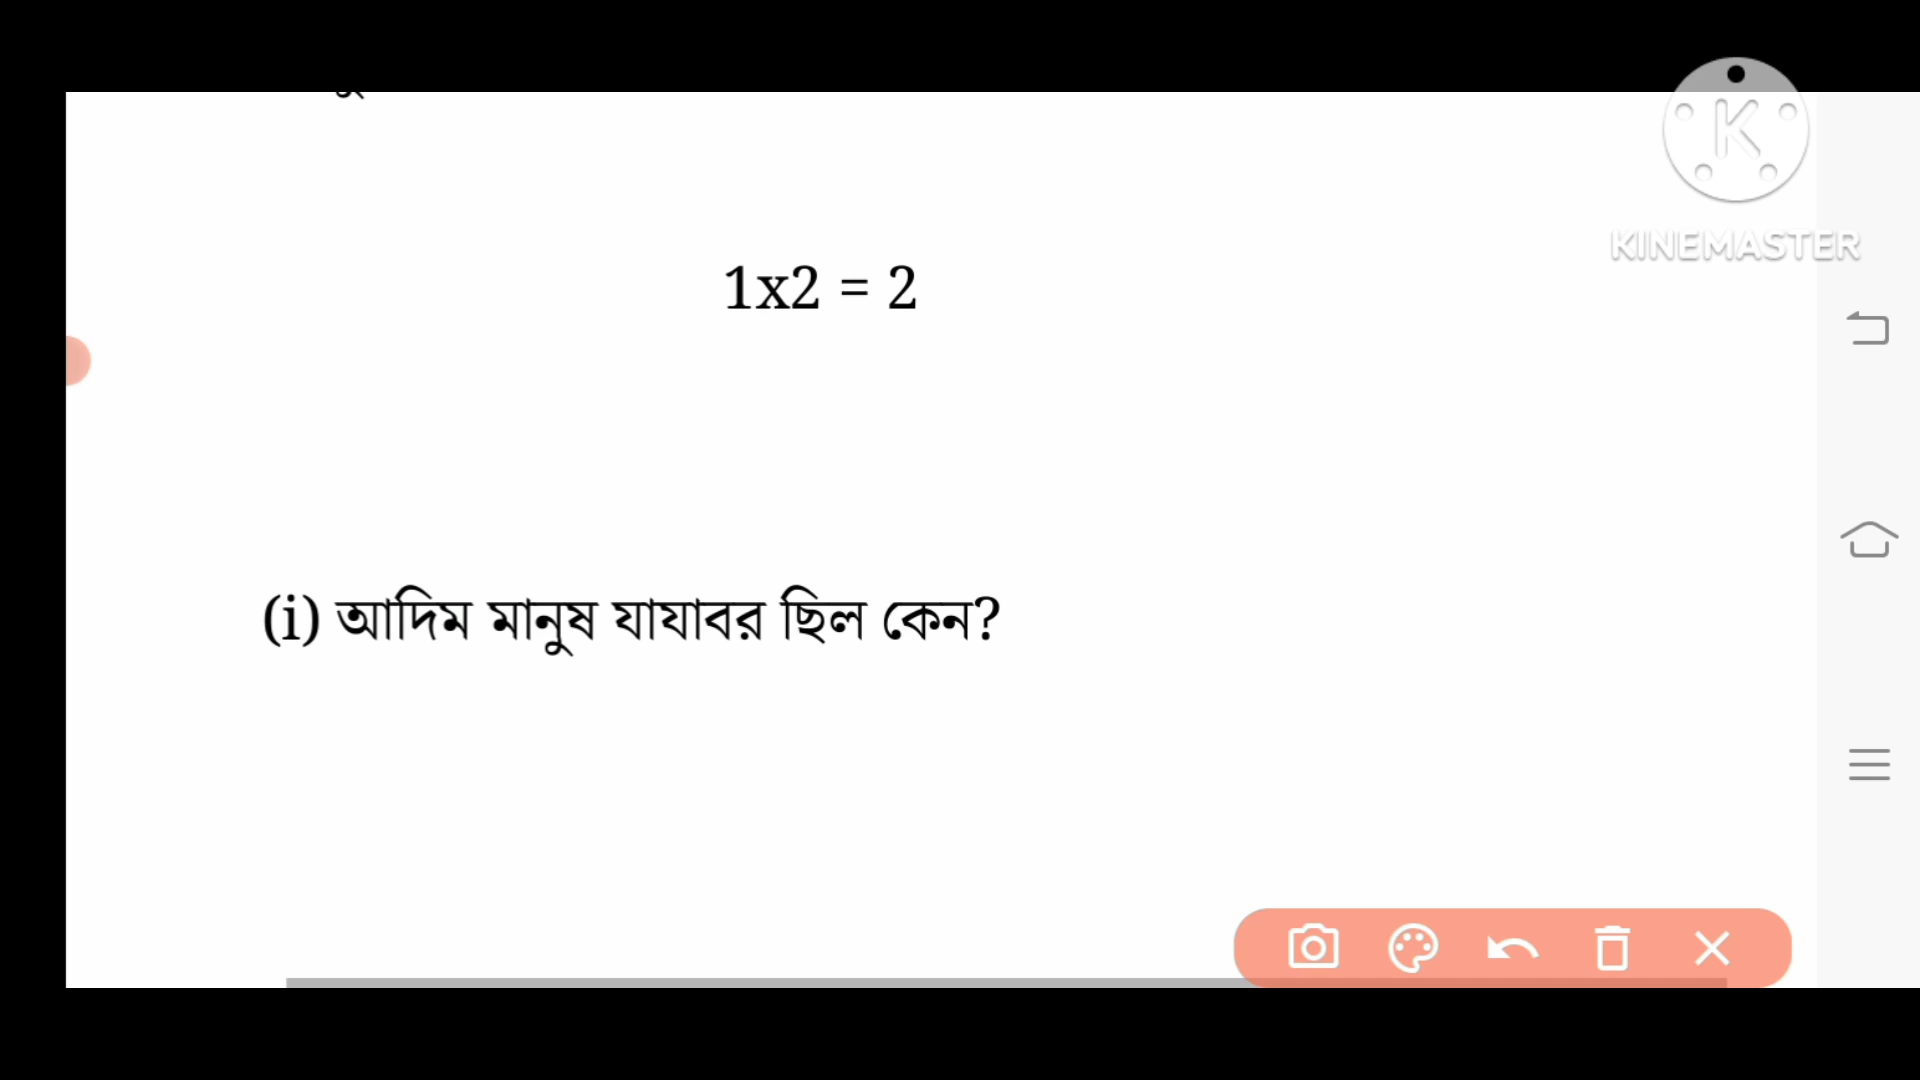 K
KINEMASTER
1x2 = 2
(i) আদিম মানুষ যাযাবর ছিল কেন?